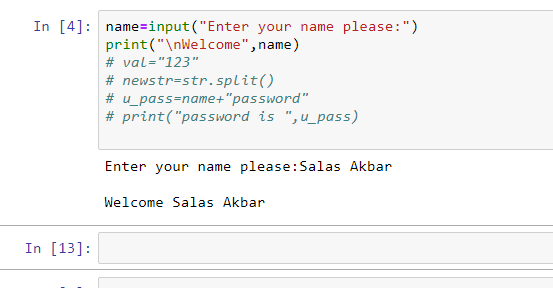 In [4]: name=input("Enter your name please:")
print("\nWelcome",name)
# val="123"
# newstr=str.split()
# u_pass=name+"password"
# print("password is ",u_pass)
Enter your name please:Salas Akbar
Welcome Salas Akbar
In [13]: